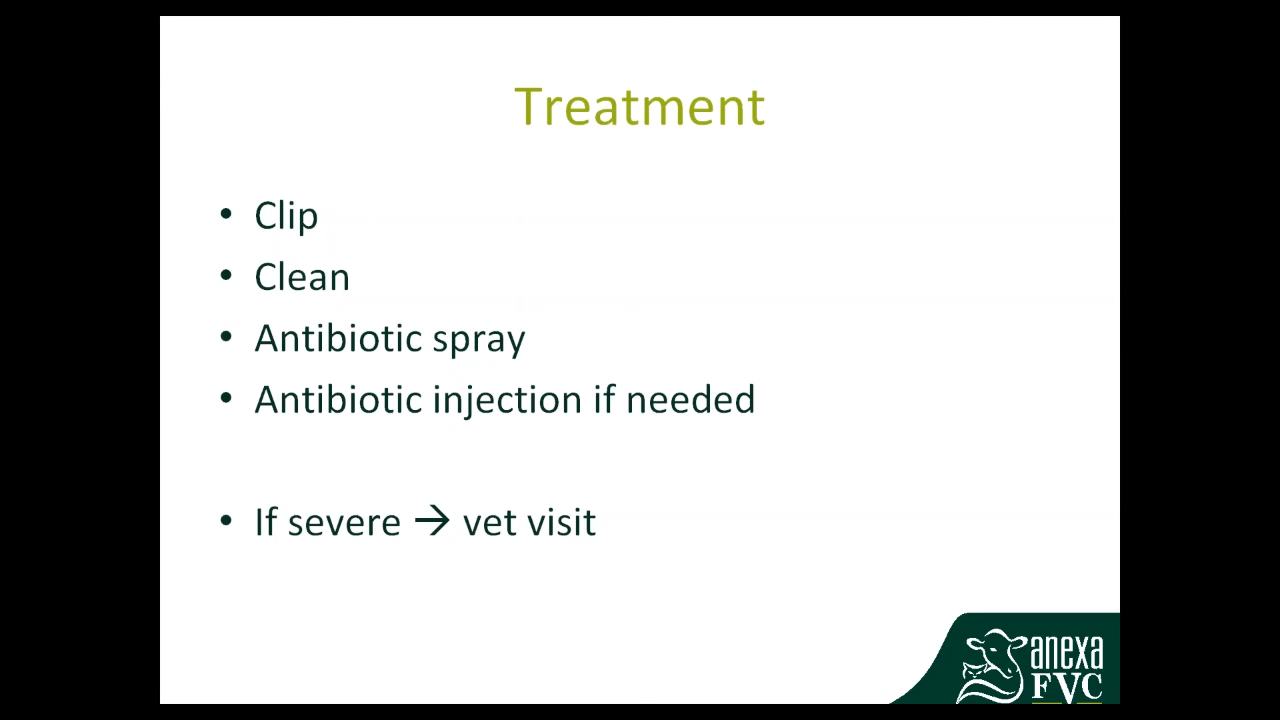 Treatment
• Clip
• Clean
• Antibiotic spray
• Antibiotic injection if needed
• If severe → vet visit
anexa
FVC